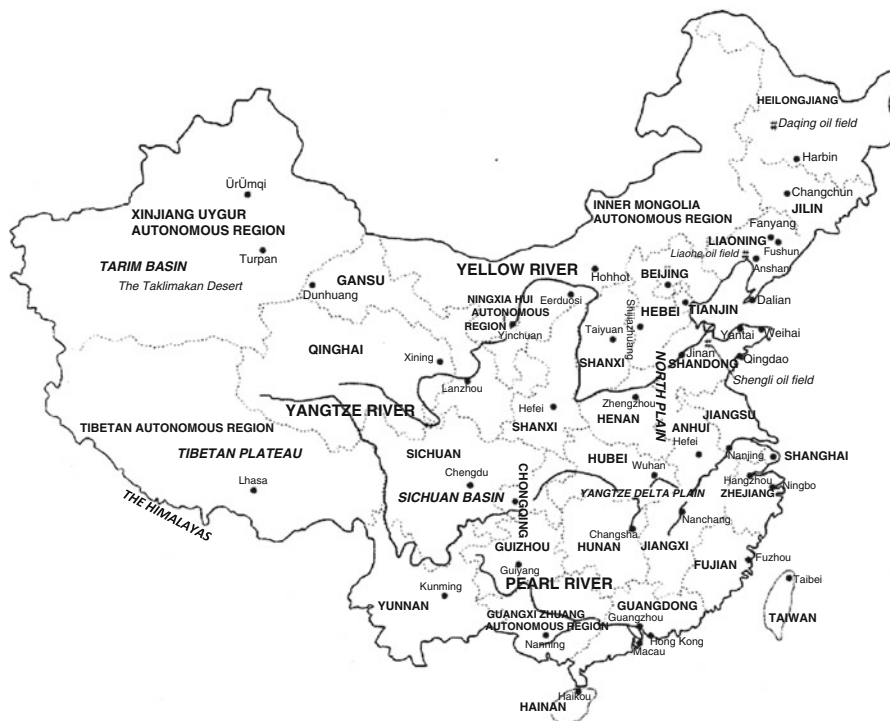 HEILONGJIANG
Daqing oil field
Harbin
Changchun
JILIN
ÜrÜmqi
XINJIANG UYGUR
AUTONOMOUS REGION
Turpan
TARIM BASIN
The Taklimakan Desert
INNER MONGOLIA
AUTONOMOUS REGION
Fanyang
LIAONING
Fushun
Liaohe oil field
Anshan
GANSU
Dunhuang
YELLOW RIVER
Hohhot
BEIJING
Dalian
NINGXIA HUI
AUTONOMOUS
REGION
Eerduosi
Yinchuan
HEBEI
TIANJIN
Shijiazhuang
Taiyuan
Yantai
Weihai
QINGHAI
Xining
SHANXI
Jinan
SHANDONG
Qingdao
Shengli oil field
Lanzhou
NORTH PLAIN
YANGTZE RIVER
Hefei
SHANXI
Zhengzhou
HENAN
ANHUI
Hefei
JIANGSU
TIBETAN AUTONOMOUS REGION
TIBETAN PLATEAU
Lhasa
THE HIMALAYAS
SICHUAN
Chengdu
SICHUAN BASIN
CHONGQING
HUBEI
Wuhan
Nanjing
SHANGHAI
Hangzhou
ZHEJIANG
Ningbo
YANGTZE DELTA PLAIN
Nanchang
Changsha
HUNAN
JIANGXI
GUIZHOU
Guiyang
FUJIAN
Fuzhou
Taibei
TAIWAN
PEARL RIVER
Kunming
YUNNAN
GUANGXI ZHUANG
AUTONOMOUS REGION
Nanning
GUANGDONG
Guangzhou
Hong Kong
Macau
Haikou
HAINAN